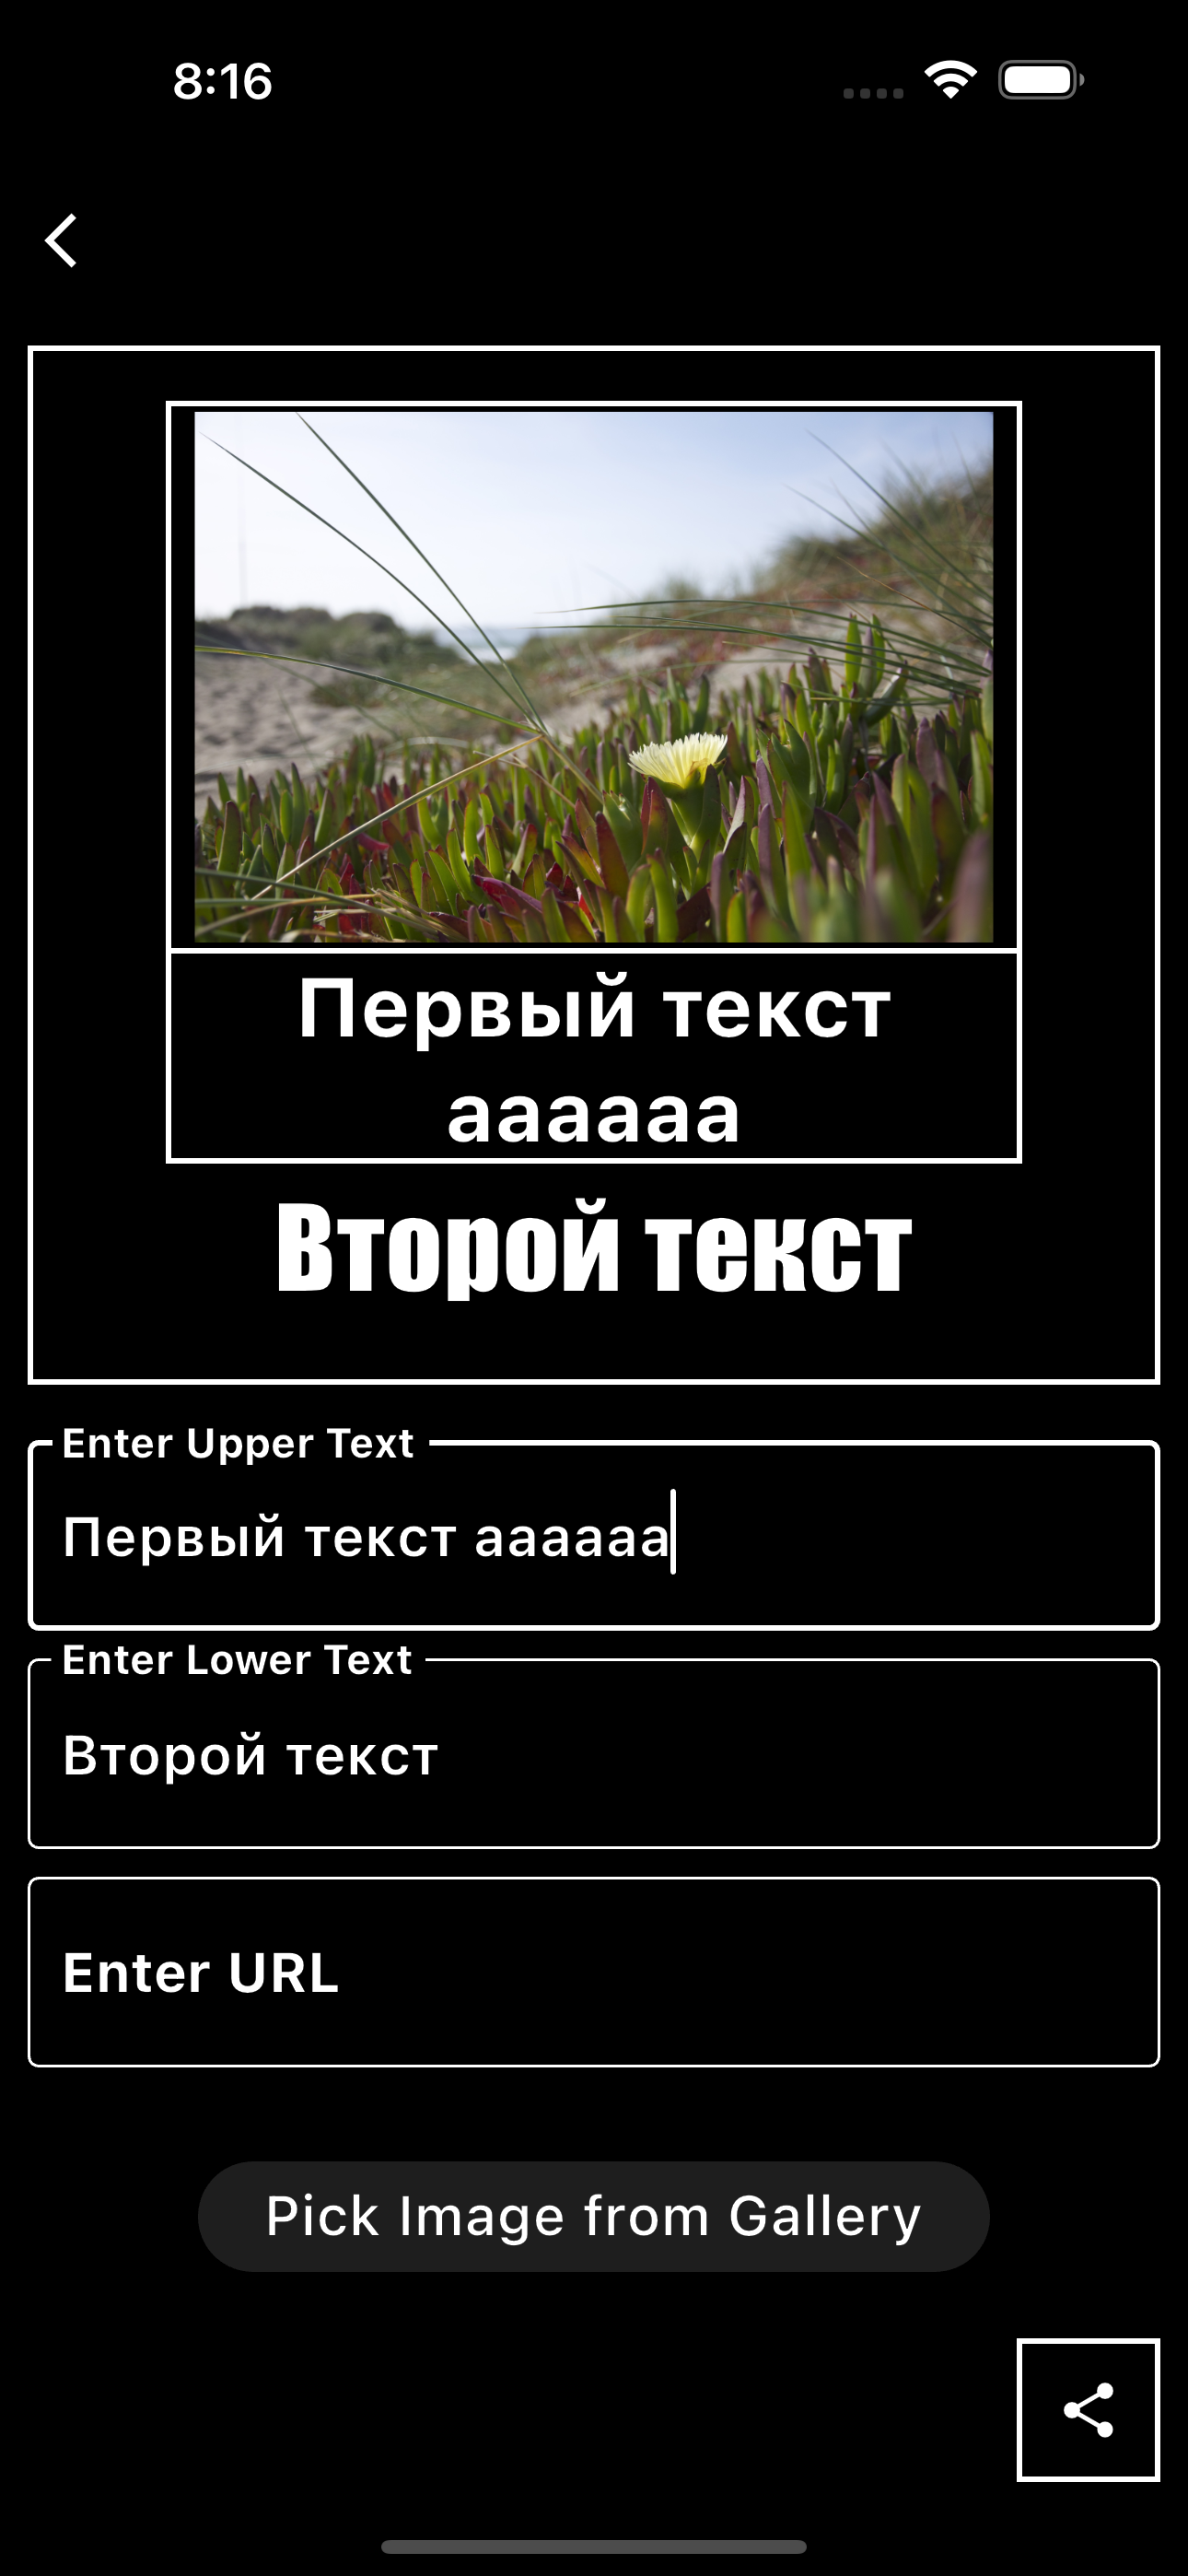 8:16
Первый текст
аааааа
Второй текст
Enter Upper Text
Первый текст аааааа
Enter Lower Text
Второй текст
Enter URL
Pick Image from Gallery